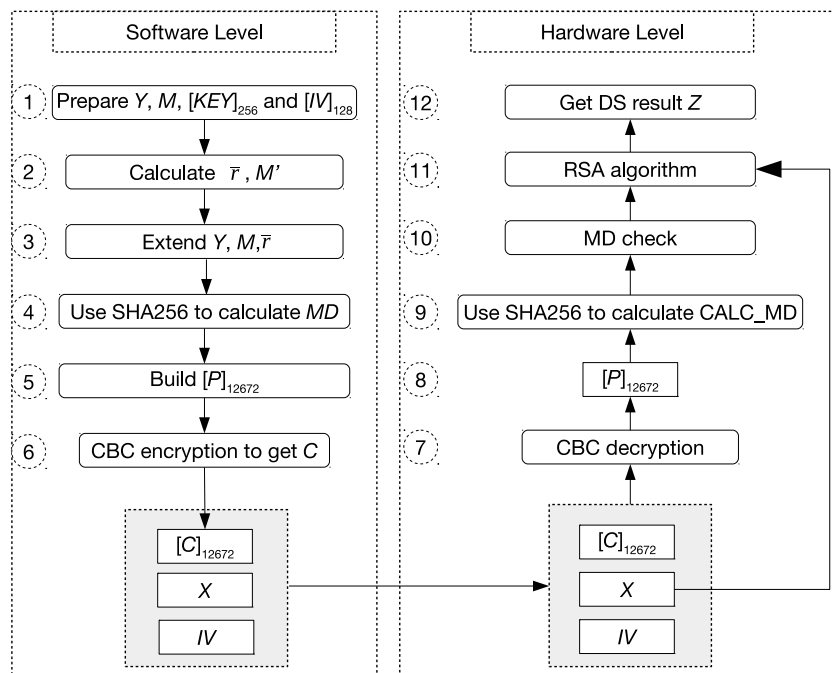 Software Level
1 Prepare Y, M, [KEY]₂₅₆ and [IV]₁₂₈
2 Calculate r̅ , M'
3 Extend Y, M,r̅
4 Use SHA256 to calculate MD
5 Build [P]₁₂₆₇₂
6 CBC encryption to get C
[C]₁₂₆₇₂
X
IV
Hardware Level
12 Get DS result Z
11 RSA algorithm
10 MD check
9 Use SHA256 to calculate CALC_MD
8 [P]₁₂₆₇₂
7 CBC decryption
[C]₁₂₆₇₂
X
IV